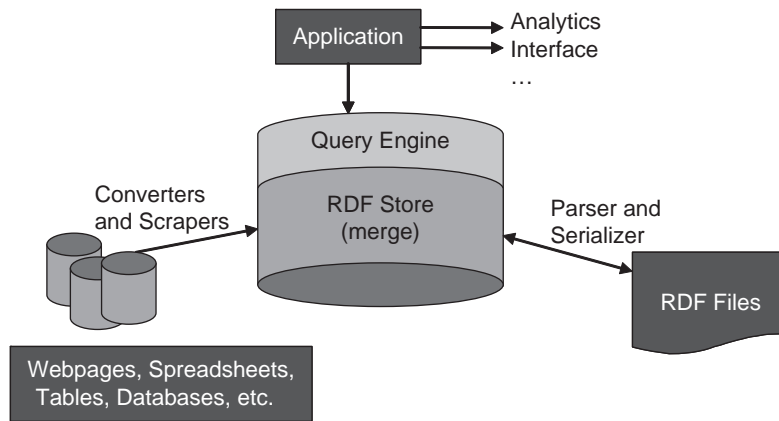 Application
Analytics
Interface
…
Query Engine
Converters
and Scrapers
RDF Store
(merge)
Parser and
Serializer
RDF Files
Webpages, Spreadsheets,
Tables, Databases, etc.